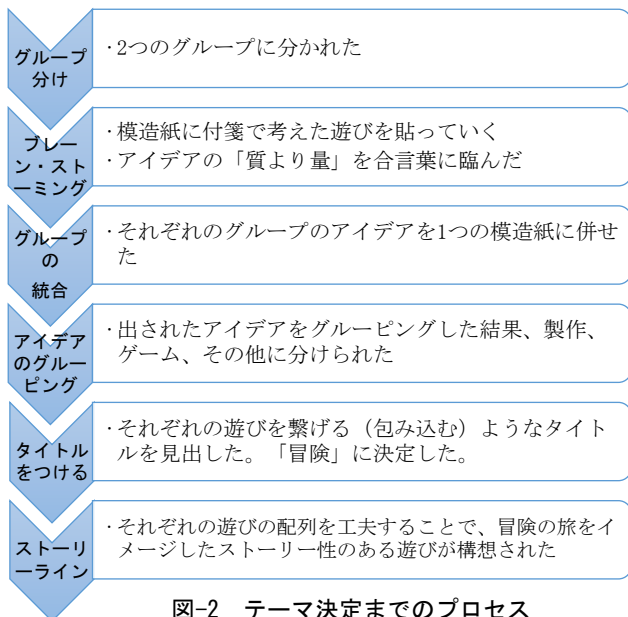 グループ
分け
・2つのグループに分かれた
ブレー
ン・スト
ーミング
・模造紙に付箋で考えた遊びを貼っていく
・アイデアの「質より量」を合言葉に臨んだ
グループ
の
統合
・それぞれのグループのアイデアを1つの模造紙に併せ
た
アイデア
のグルー
ピング
・出されたアイデアをグルーピングした結果、製作、
ゲーム、その他に分けられた
タイトル
をつける
・それぞれの遊びを繋げる（包み込む）ようなタイト
ルを見出した。「冒険」に決定した。
ストーリ
ーライン
・それぞれの遊びの配列を工夫することで、冒険の旅をイ
メージしたストーリー性のある遊びが構想された
図-2 テーマ決定までのプロセス